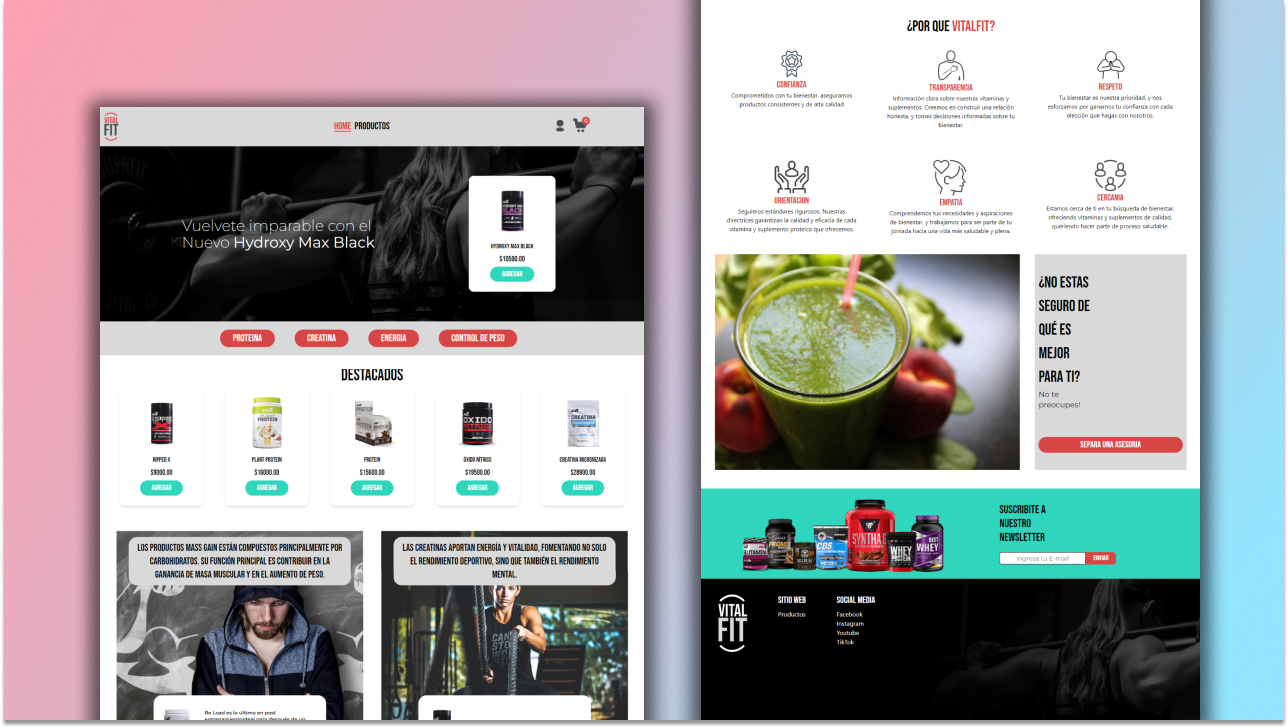 VITAL
FIT
HOME PRODUCTOS
0
Vuelvete imparable con el
Nuevo Hydroxy Max Black
HYDROXY MAX BLACK
$10500.00
AGREGAR
PROTEINA
CREATINA
ENERGIA
CONTROL DE PESO
DESTACADOS
RIPPED X
$9000.00
AGREGAR
PLANT PROTEIN
$16000.00
AGREGAR
PROTEIN
$15600.00
AGREGAR
OXIDO
NITRICO
ÓXIDO NÍTRICO
$19500.00
AGREGAR
CREATINA
CREATINA MICRONIZADA
$28900.00
AGREGAR
LOS PRODUCTOS MASS GAIN ESTÁN COMPUESTOS PRINCIPALMENTE POR
CARBOHIDRATOS. SU FUNCIÓN PRINCIPAL ES CONTRIBUIR EN LA
GANANCIA DE MASA MUSCULAR Y EN EL AUMENTO DE PESO.
Re Load es lo último en post
LAS CREATINAS APORTAN ENERGÍA Y VITALIDAD, FOMENTANDO NO SOLO
EL RENDIMIENTO DEPORTIVO, SINO QUE TAMBIÉN EL RENDIMIENTO
MENTAL.
¿POR QUE VITALFIT?
CONFIANZA
Comprometidos con tu bienestar, aseguramos
productos consistentes y de alta calidad
TRANSPARENCIA
Información clara sobre nuestras vitaminas y
suplementos. Creemos en construir una relación
honesta, y tomes decisiones informadas sobre tu
bienestar.
RESPETO
Tu bienestar es nuestra prioridad, y nos
esforzamos por ganarnos tu confianza con cada
elección que hagas con nosotros.
ORIENTACION
Seguimos estándares rigurosos. Nuestras
directrices garantizan la calidad y eficacia de cada
vitamina y suplemento proteico que ofrecemos.
EMPATIA
Comprendemos tus necesidades y aspiraciones
de bienestar, y trabajamos para ser parte de tu
jornada hacia una vida más saludable y plena.
CERCANIA
Estamos cerca de ti en tu búsqueda de bienestar,
ofreciendo vitaminas y suplementos de calidad,
queriendo hacer parte de proceso saludable.
¿NO ESTAS
SEGURO DE
QUÉ ES
MEJOR
PARA TI?
No te
preocupes!
SEPARA UNA ASESORIA
SYNTHA 6
WHEY
BEST
WHEY
SUSCRIBITE A
NUESTRO
NEWSLETTER
Ingresa tu E-mail
ENVIAR
VITAL
FIT
SITIO WEB
Productos
SOCIAL MEDIA
Facebook
Instagram
Youtube
TikTok